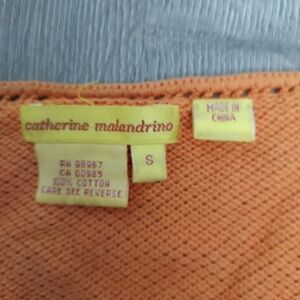 catherine malandrino
MADE IN
CHINA
S
RN 98967
CA 00985
100% COTTON
CARE SEE REVERSE